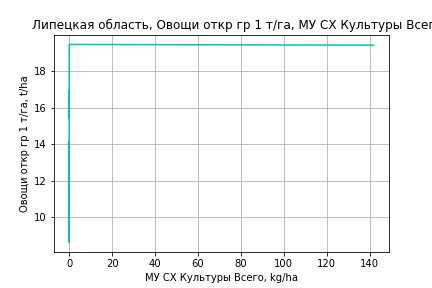 Липецкая область, Овощи откр гр 1 т/га, МУ СХ Культуры Всег
18
16
14
12
10
Овощи откр гр 1 т/га, t/ha
0 20 40 60 80 100 120 140
МУ СХ Культуры Всего, kg/ha